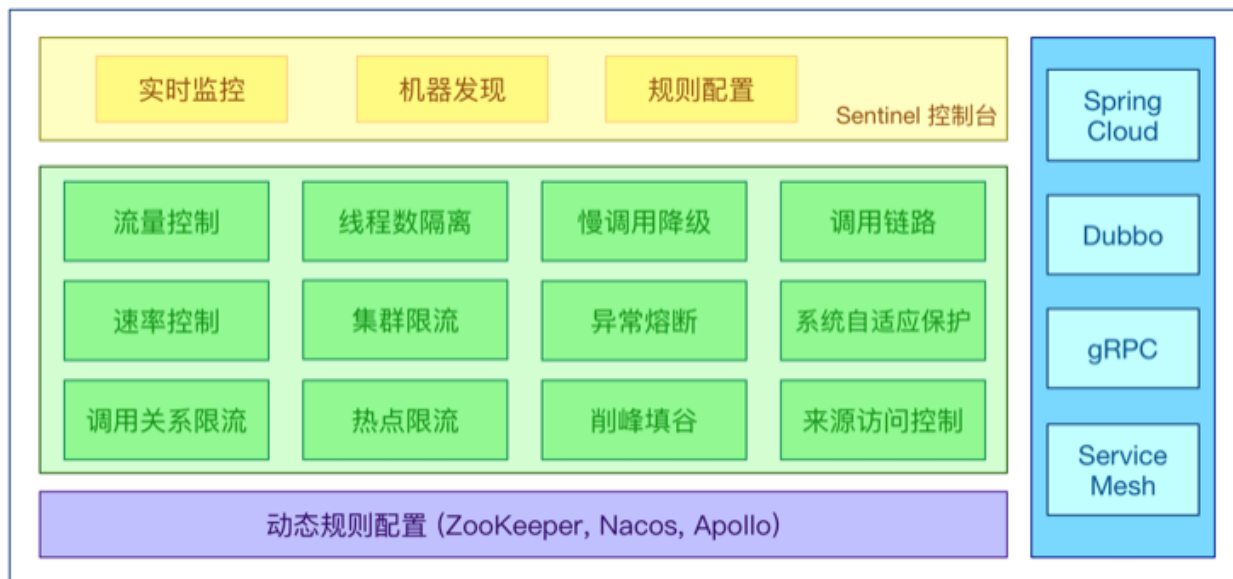 实时监控
机器发现
规则配置
Sentinel 控制台
流量控制
线程数隔离
慢调用降级
调用链路
速率控制
集群限流
异常熔断
系统自适应保护
调用关系限流
热点限流
削峰填谷
来源访问控制
动态规则配置 (ZooKeeper, Nacos, Apollo)
Spring
Cloud
Dubbo
gRPC
Service
Mesh